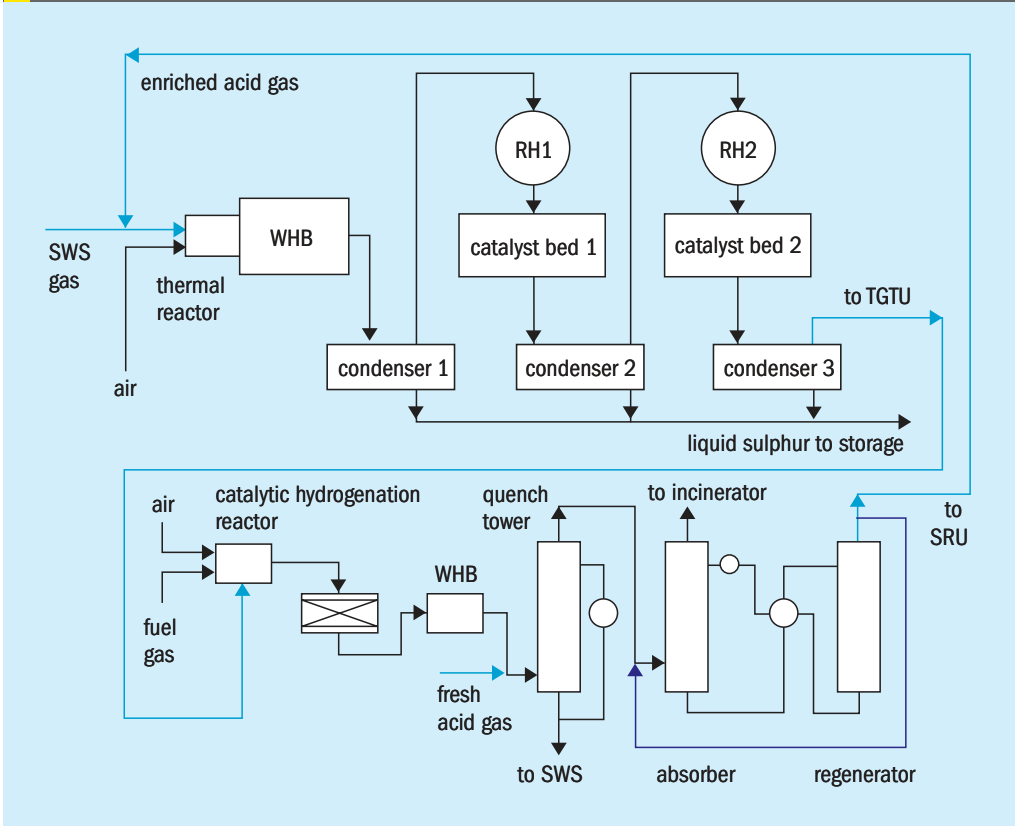 enriched acid gas
RH1
RH2
SWS
gas
WHB
catalyst bed 1
catalyst bed 2
thermal
reactor
to TGTU
air
condenser 1
condenser 2
condenser 3
liquid sulphur to storage
air
catalytic hydrogenation
reactor
quench
tower
to incinerator
to
SRU
WHB
fuel
gas
fresh
acid gas
to SWS
absorber
regenerator